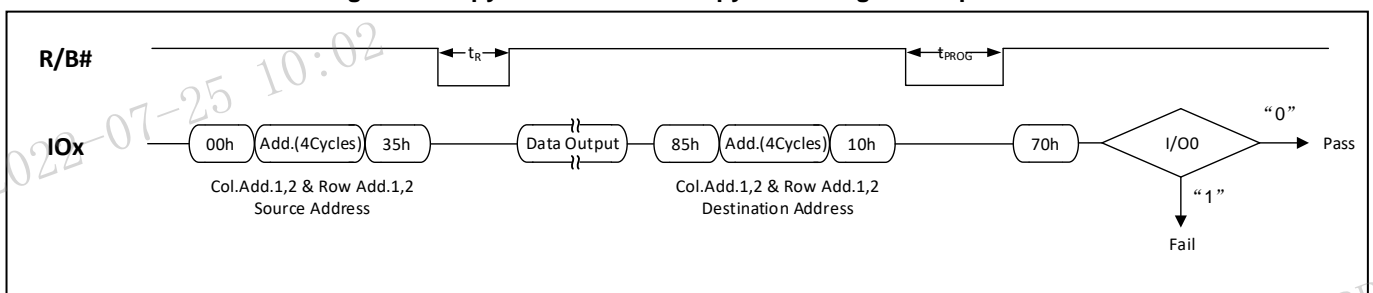 R/B#
tR
tPROG
2022-07-25 10:02
IOx
00h
Add.(4Cycles)
35h
Data Output
85h
Add.(4Cycles)
10h
70h
I/O0
“0”
Pass
Col.Add.1,2 & Row Add.1,2
Source Address
Col.Add.1,2 & Row Add.1,2
Destination Address
“1”
Fail